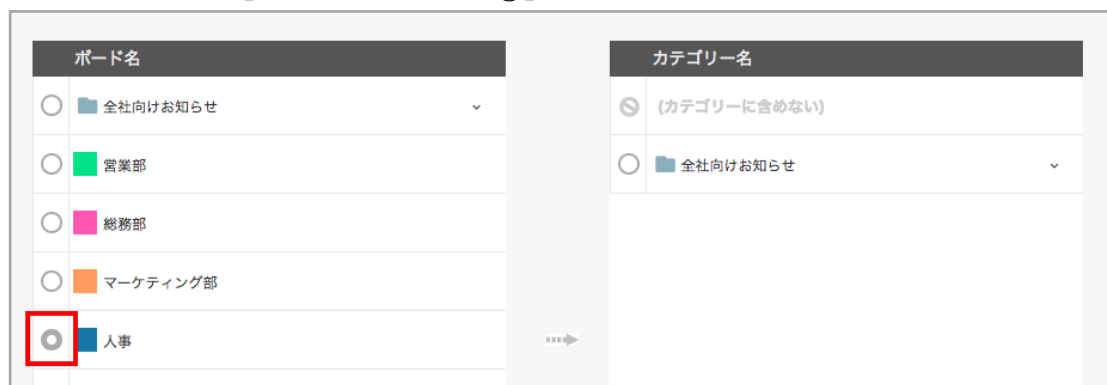 ボード名
全社向けお知らせ
営業部
総務部
マーケティング部
人事
カテゴリー名
(カテゴリーに含めない)
全社向けお知らせ